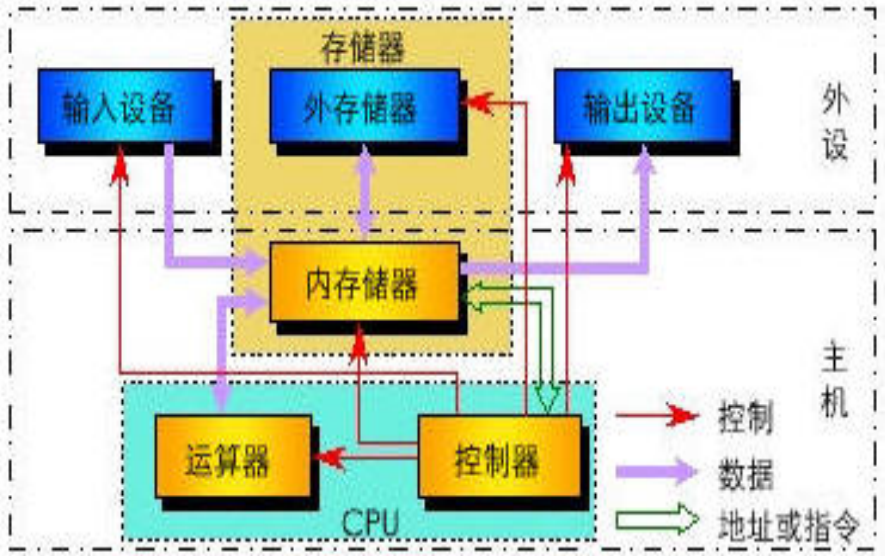 存储器
输入设备
外存储器
输出设备
外设
内存储器
主机
运算器
控制器
CPU
控制
数据
地址或指令